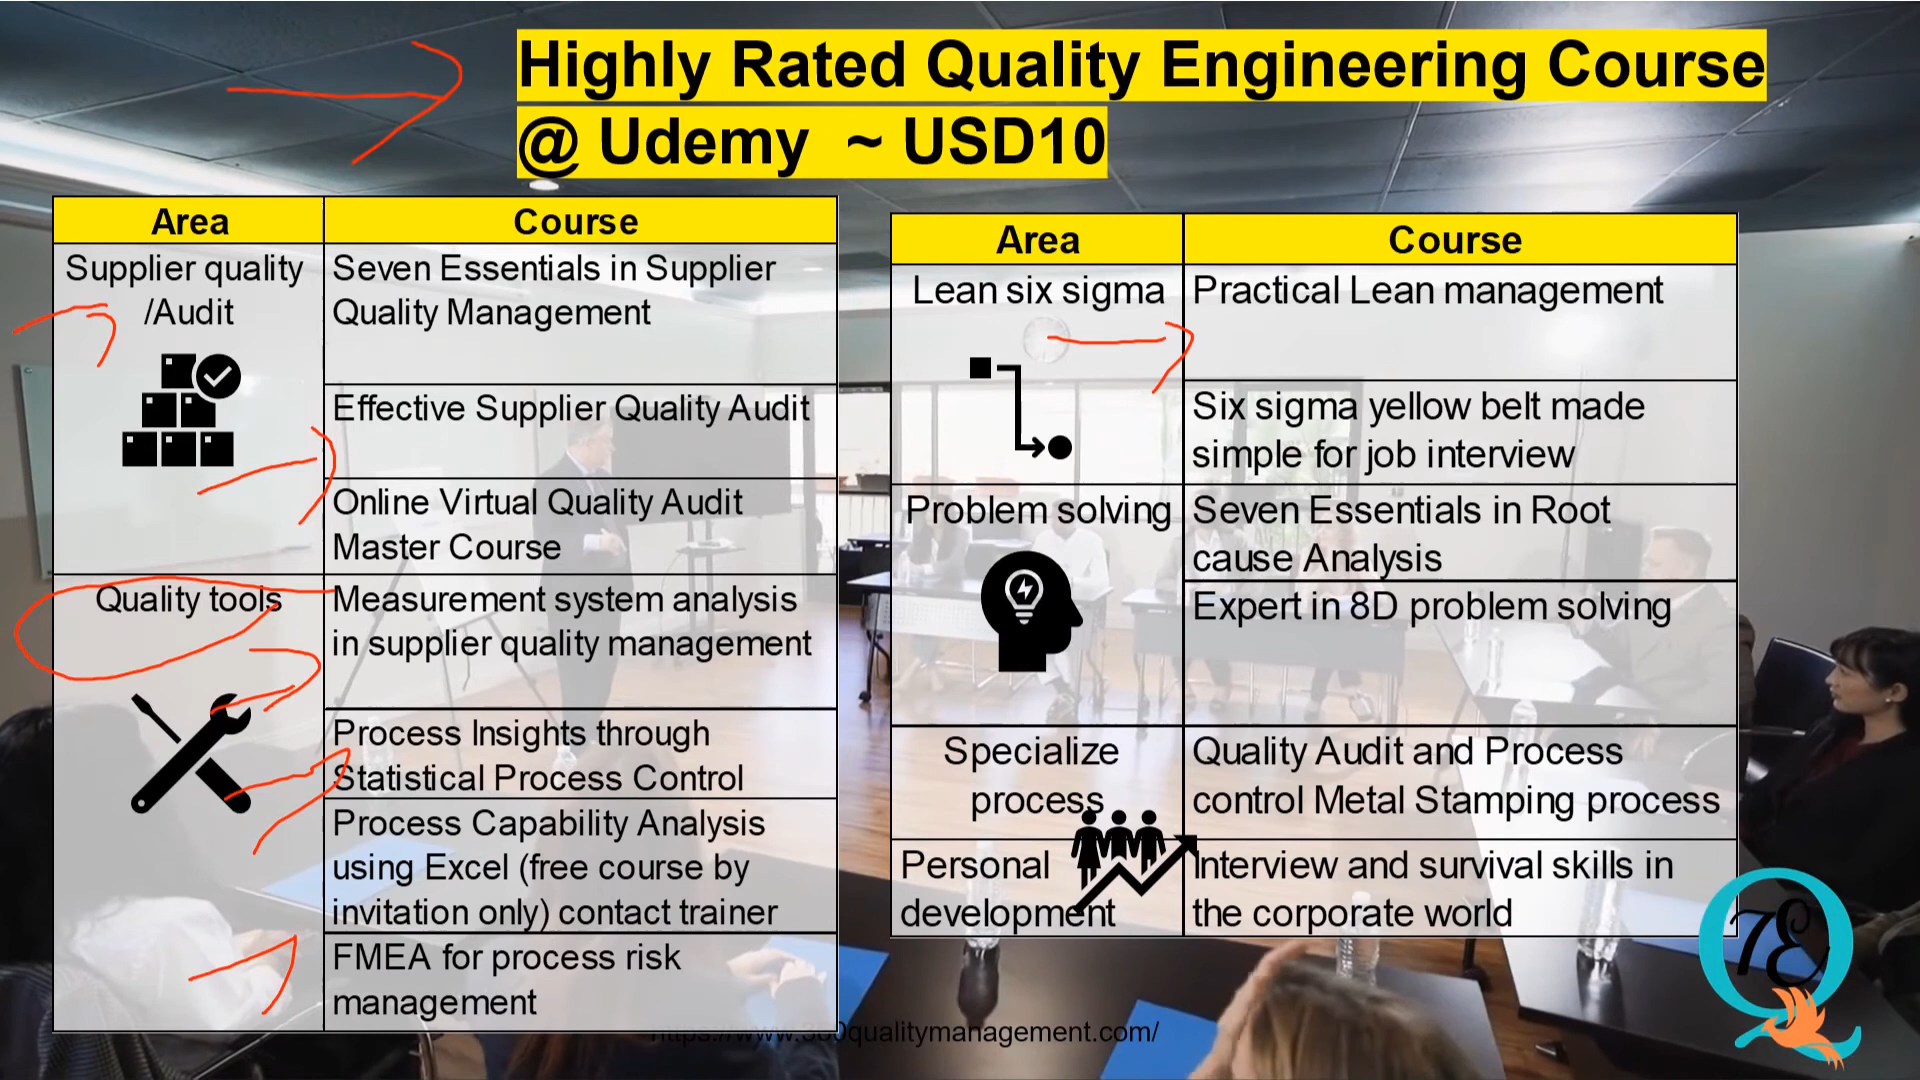 Highly Rated Quality Engineering Course
@ Udemy ~ USD10
Area
Course
Supplier quality
/Audit
Seven Essentials in Supplier
Quality Management
Effective Supplier Quality Audit
Online Virtual Quality Audit
Master Course
Quality tools
Measurement system analysis
in supplier quality management
Process Insights through
Statistical Process Control
Process Capability Analysis
using Excel (free course by
invitation only) contact trainer
FMEA for process risk
management
Area
Course
Lean six sigma
Practical Lean management
Six sigma yellow belt made
simple for job interview
Problem solving
Seven Essentials in Root
cause Analysis
Expert in 8D problem solving
Specialize
process
Quality Audit and Process
control Metal Stamping process
Personal
development
Interview and survival skills in
the corporate world
https://www.360qualitymanagement.com/
7E
Q